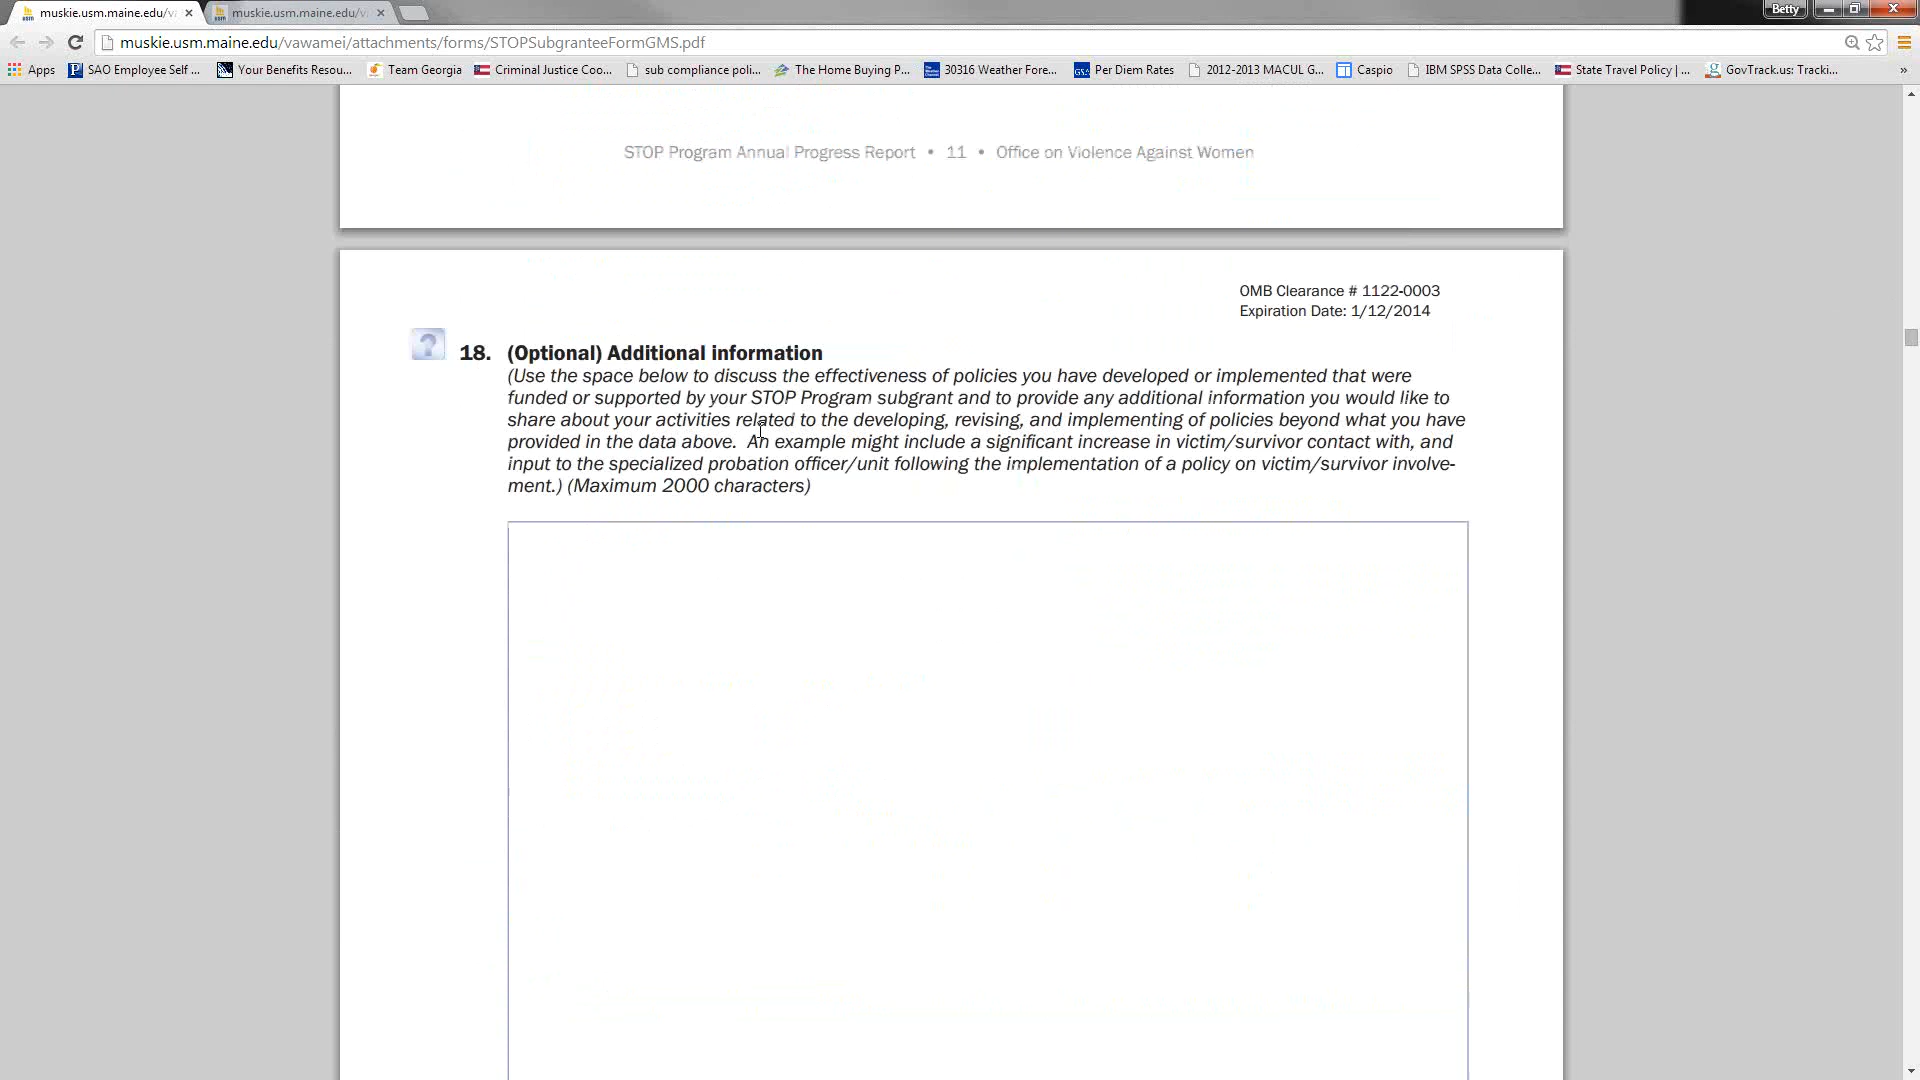 muskie.usm.maine.edu/v
muskie.usm.maine.edu/v
Betty
muskie.usm.maine.edu/vawamei/attachments/forms/STOPSubgranteeFormGMS.pdf
Apps
SAO Employee Self ...
Your Benefits Resou...
Team Georgia
Criminal Justice Coo...
sub compliance poli...
The Home Buying P...
30316 Weather Fore...
Per Diem Rates
2012-2013 MACUL G...
Caspio
IBM SPSS Data Colle...
State Travel Policy | ...
GovTrack.us: Tracki...
»
STOP Program Annual Progress Report • 11 • Office on Violence Against Women
OMB Clearance # 1122-0003
Expiration Date: 1/12/2014
? 18. (Optional) Additional information
(Use the space below to discuss the effectiveness of policies you have developed or implemented that were
funded or supported by your STOP Program subgrant and to provide any additional information you would like to
share about your activities related to the developing, revising, and implementing of policies beyond what you have
provided in the data above. An example might include a significant increase in victim/survivor contact with, and
input to the specialized probation officer/unit following the implementation of a policy on victim/survivor involve-
ment.) (Maximum 2000 characters)